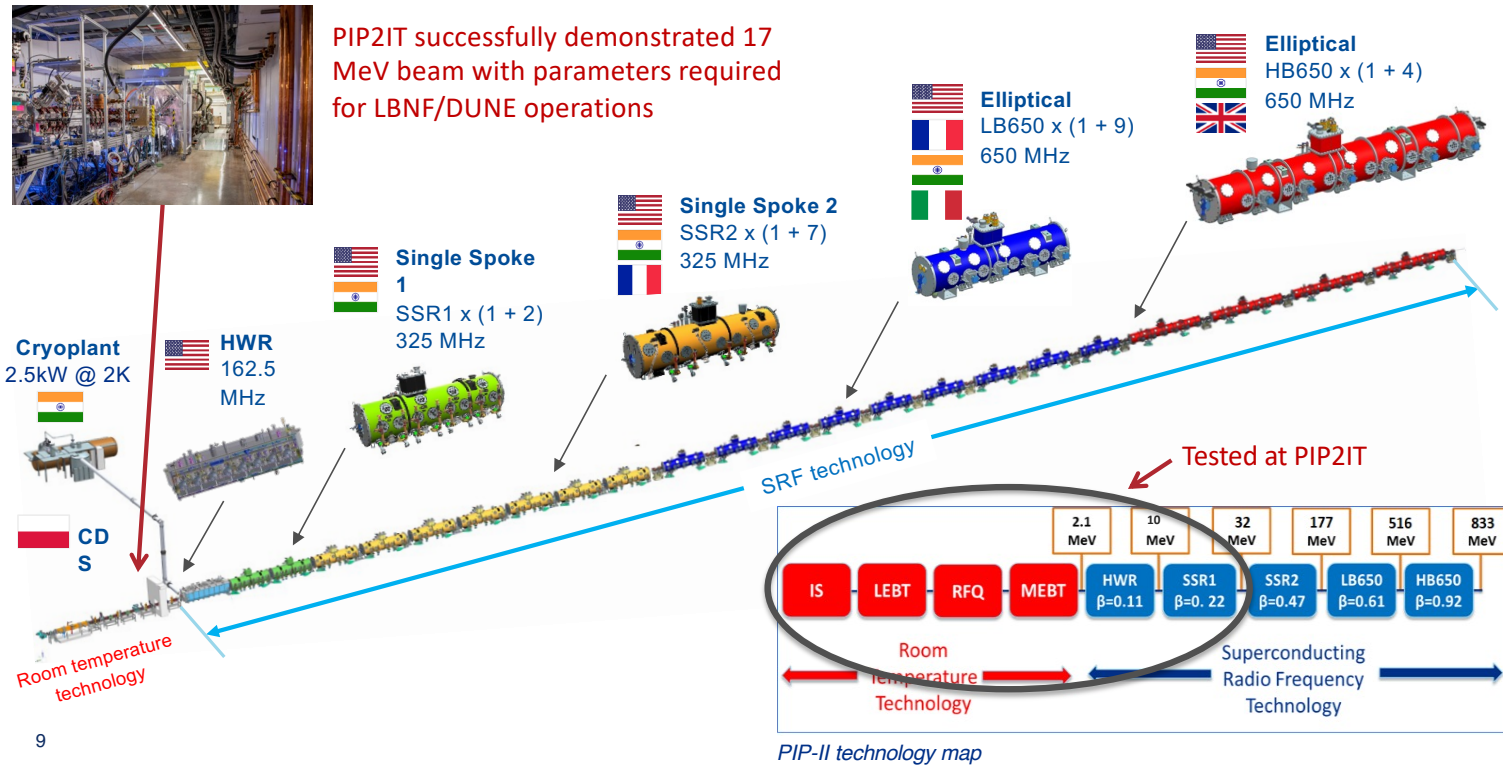 PIP2IT successfully demonstrated 17
MeV beam with parameters required
for LBNF/DUNE operations
Elliptical
HB650 x (1 + 4)
650 MHz
Elliptical
LB650 x (1 + 9)
650 MHz
Single Spoke 2
SSR2 x (1 + 7)
325 MHz
Single Spoke
1
SSR1 x (1 + 2)
325 MHz
HWR
162.5
MHz
Cryoplant
2.5kW @ 2K
CD
S
Room temperature
technology
SRF technology
Tested at PIP2IT
2.1
MeV
10
MeV
32
MeV
177
MeV
516
MeV
833
MeV
IS
LEBT
RFQ
MEBT
HWR
β=0.11
SSR1
β=0. 22
SSR2
β=0.47
LB650
β=0.61
HB650
β=0.92
Room
Temperature
Technology
Superconducting
Radio Frequency
Technology
PIP-II technology map
9